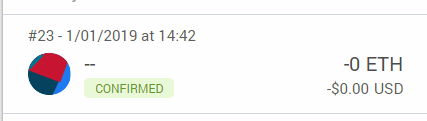 #23 - 1/01/2019 at 14:42
-- -0 ETH
CONFIRMED -$0.00 USD